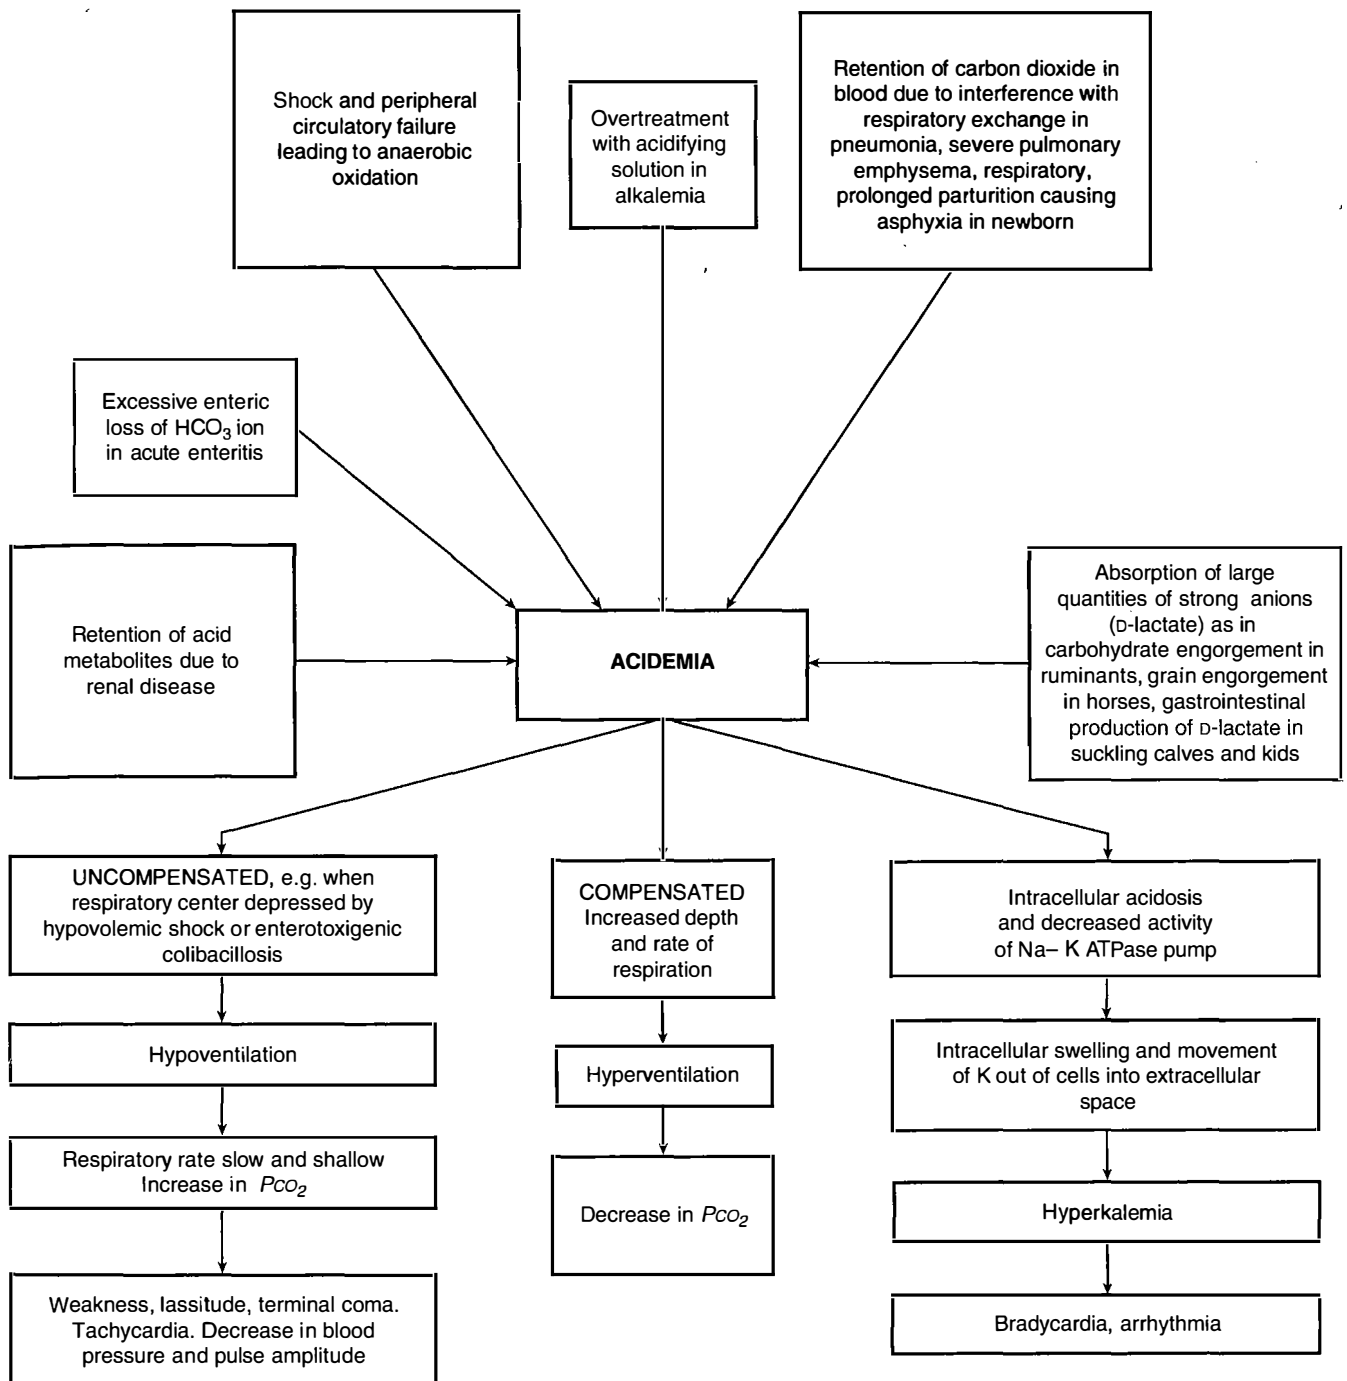 Shock and peripheral
circulatory failure
leading to anaerobic
oxidation
Overtreatment
with acidifying
solution in
alkalemia
Retention of carbon dioxide in
blood due to interference with
respiratory exchange in
pneumonia, severe pulmonary
emphysema, respiratory,
prolonged parturition causing
asphyxia in newborn
Excessive enteric
loss of HCO3 ion
in acute enteritis
Retention of acid
metabolites due to
renal disease
ACIDEMIA
Absorption of large
quantities of strong anions
(D-lactate) as in
carbohydrate engorgement in
ruminants, grain engorgement
in horses, gastrointestinal
production of D-lactate in
suckling calves and kids
UNCOMPENSATED, e.g. when
respiratory center depressed by
hypovolemic shock or enterotoxigenic
colibacillosis
Hypoventilation
Respiratory rate slow and shallow
Increase in PCO2
Weakness, lassitude, terminal coma.
Tachycardia. Decrease in blood
pressure and pulse amplitude
COMPENSATED
Increased depth
and rate of
respiration
Hyperventilation
Decrease in PCO2
Intracellular acidosis
and decreased activity
of Na– K ATPase pump
Intracellular swelling and movement
of K out of cells into extracellular
space
Hyperkalemia
Bradycardia, arrhythmia